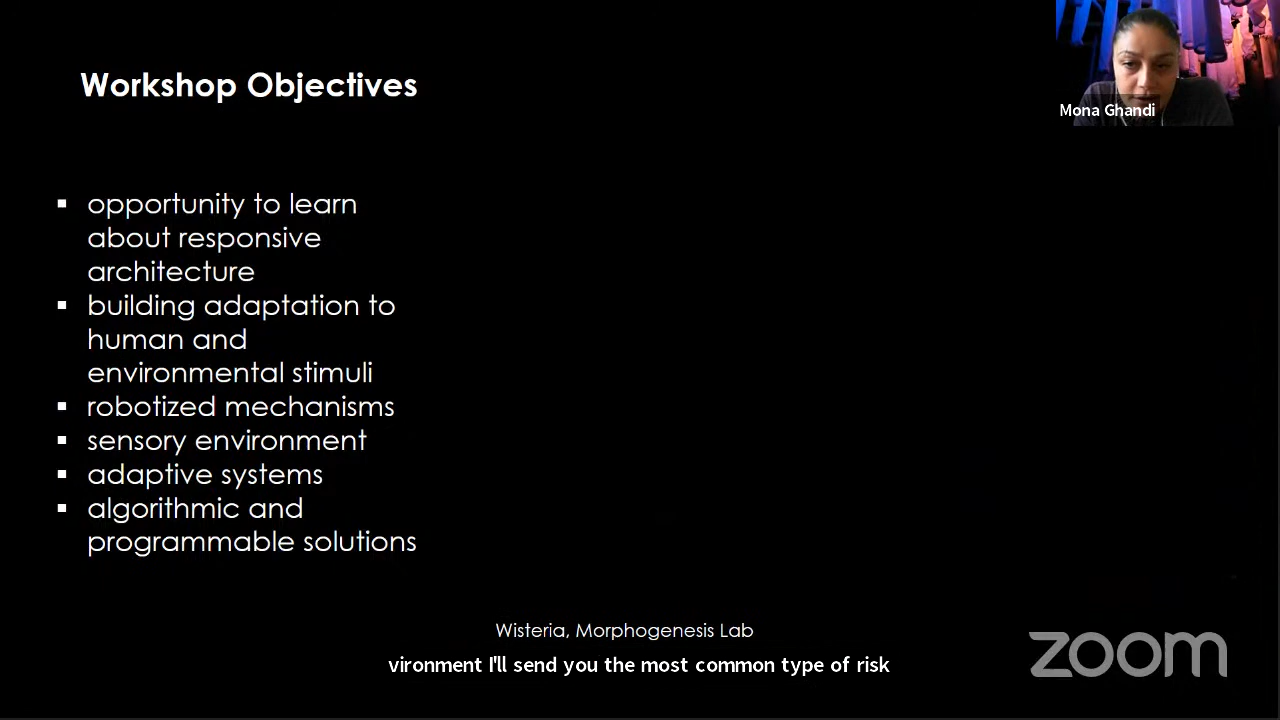 Workshop Objectives
Mona Ghandi
▪ opportunity to learn
about responsive
architecture
▪ building adaptation to
human and
environmental stimuli
▪ robotized mechanisms
▪ sensory environment
▪ adaptive systems
▪ algorithmic and
programmable solutions
Wisteria, Morphogenesis Lab
vironment I'll send you the most common type of risk
zoom